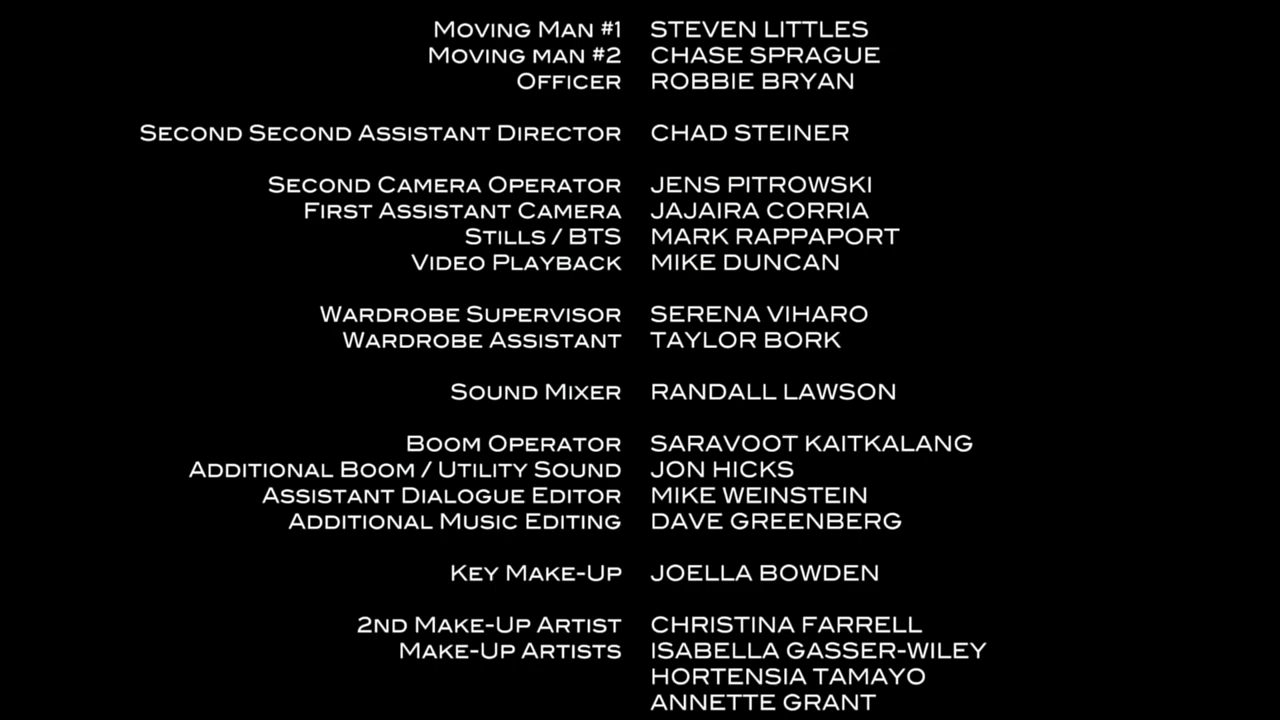 Moving Man #1 STEVEN LITTLES
Moving man #2 CHASE SPRAGUE
Officer ROBBIE BRYAN
Second Second Assistant Director CHAD STEINER
Second Camera Operator JENS PITROWSKI
First Assistant Camera JAJAIRA CORRIA
Stills / BTS MARK RAPPAPORT
Video Playback MIKE DUNCAN
Wardrobe Supervisor SERENA VIHARO
Wardrobe Assistant TAYLOR BORK
Sound Mixer RANDALL LAWSON
Boom Operator SARAVOOT KAITKALANG
Additional Boom / Utility Sound JON HICKS
Assistant Dialogue Editor MIKE WEINSTEIN
Additional Music Editing DAVE GREENBERG
Key Make-Up JOELLA BOWDEN
2nd Make-Up Artist CHRISTINA FARRELL
Make-Up Artists ISABELLA GASSER-WILEY
HORTENSIA TAMAYO
ANNETTE GRANT